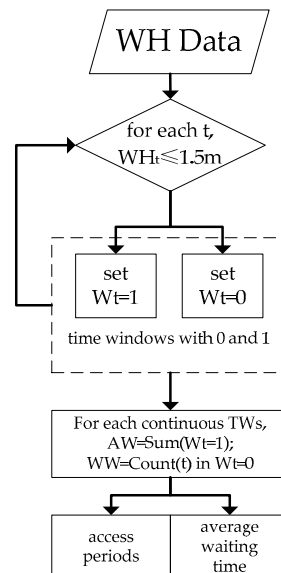 WH Data
for each t,
WHt≤1.5m
set
Wt=1
set
Wt=0
time windows with 0 and 1
For each continuous TWs,
AW=Sum(Wt=1);
WW=Count(t) in Wt=0
access
periods
average
waiting
time